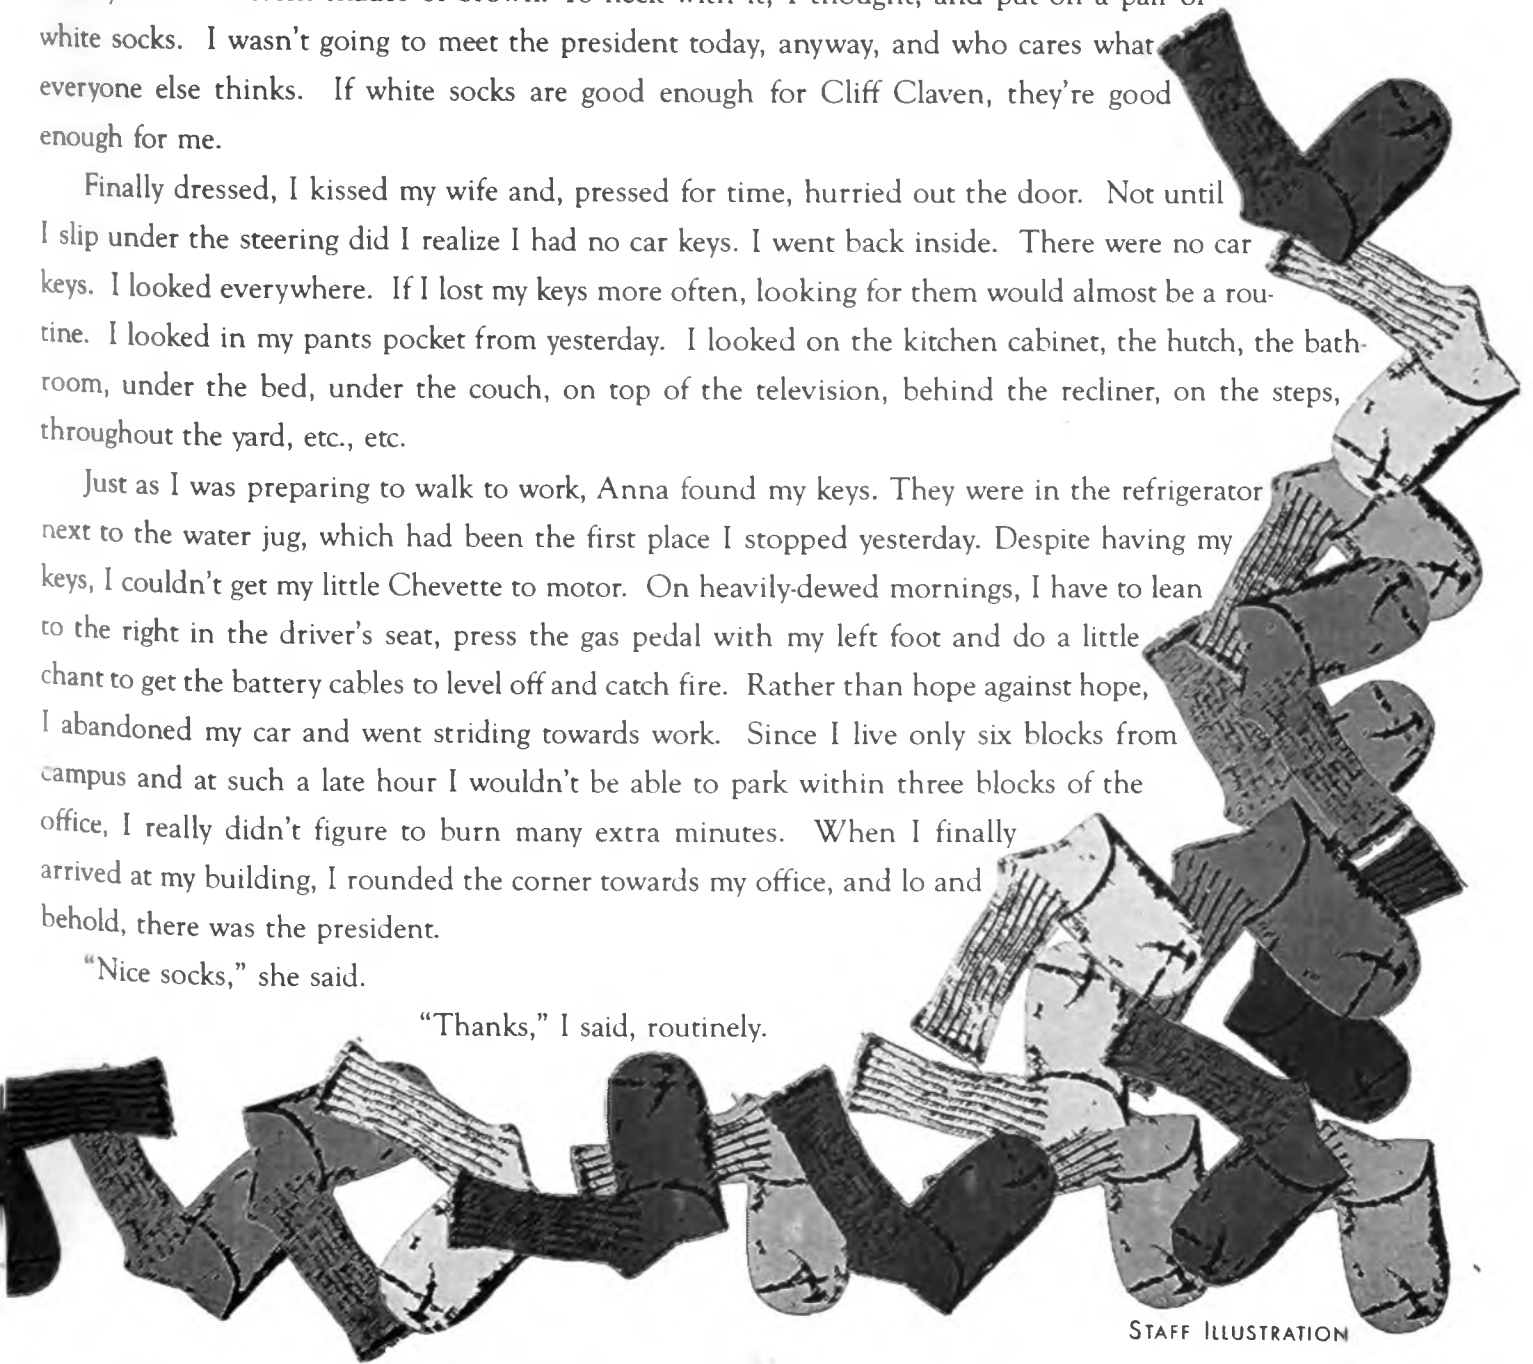 white socks. I wasn't going to meet the president today, anyway, and who cares what
everyone else thinks. If white socks are good enough for Cliff Claven, they're good
enough for me.
Finally dressed, I kissed my wife and, pressed for time, hurried out the door. Not until
I slip under the steering did I realize I had no car keys. I went back inside. There were no car
keys. I looked everywhere. If I lost my keys more often, looking for them would almost be a rou-
tine. I looked in my pants pocket from yesterday. I looked on the kitchen cabinet, the hutch, the bath-
room, under the bed, under the couch, on top of the television, behind the recliner, on the steps,
throughout the yard, etc., etc.
Just as I was preparing to walk to work, Anna found my keys. They were in the refrigerator
next to the water jug, which had been the first place I stopped yesterday. Despite having my
keys, I couldn't get my little Chevette to motor. On heavily-dewed mornings, I have to lean
to the right in the driver's seat, press the gas pedal with my left foot and do a little
chant to get the battery cables to level off and catch fire. Rather than hope against hope,
I abandoned my car and went striding towards work. Since I live only six blocks from
campus and at such a late hour I wouldn't be able to park within three blocks of the
office, I really didn't figure to burn many extra minutes. When I finally
arrived at my building, I rounded the corner towards my office, and lo and
behold, there was the president.
"Nice socks," she said.
"Thanks," I said, routinely.
STAFF ILLUSTRATION